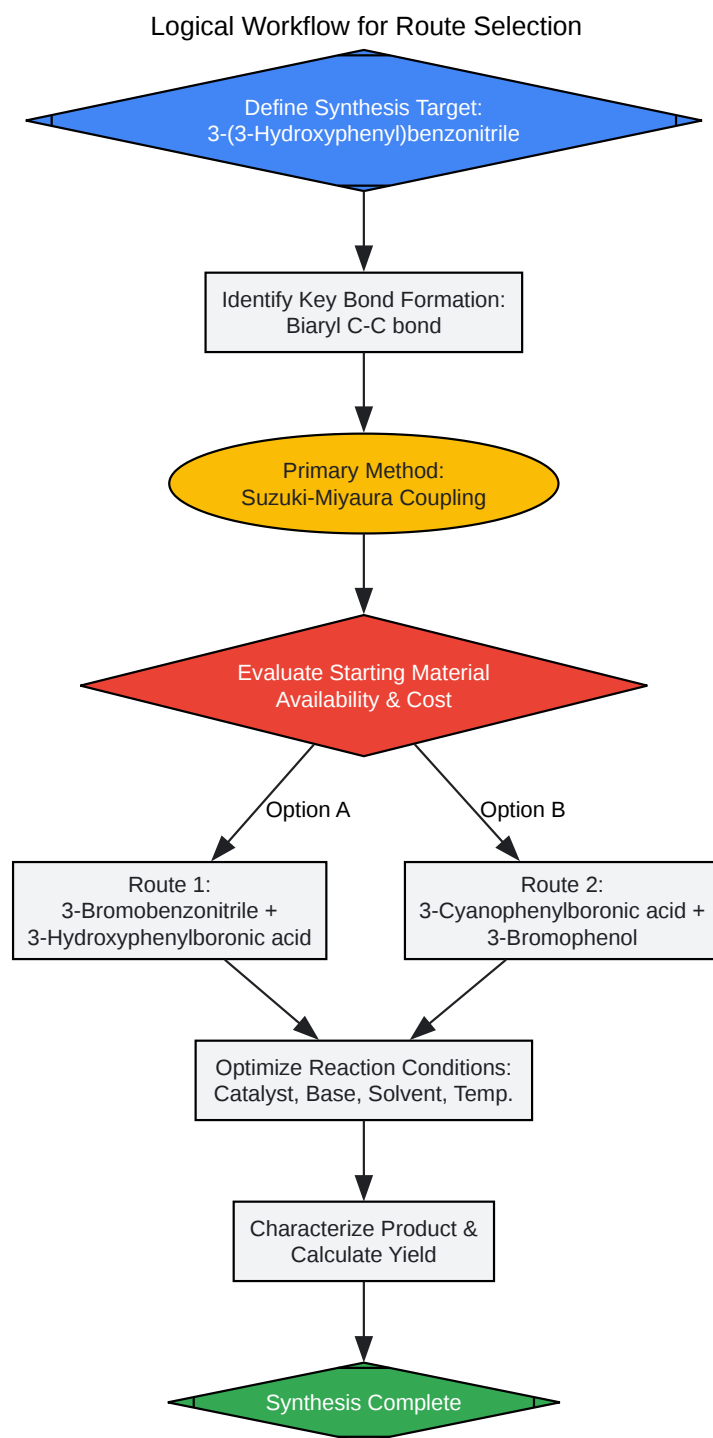 Logical Workflow for Route Selection
Define Synthesis Target:
3-(3-Hydroxyphenyl)benzonitrile
Identify Key Bond Formation:
Biaryl C-C bond
Primary Method:
Suzuki-Miyaura Coupling
Evaluate Starting Material
Availability & Cost
Option A
Option B
Route 1:
3-Bromobenzonitrile +
3-Hydroxyphenylboronic acid
Route 2:
3-Cyanophenylboronic acid +
3-Bromophenol
Optimize Reaction Conditions:
Catalyst, Base, Solvent, Temp.
Characterize Product &
Calculate Yield
Synthesis Complete